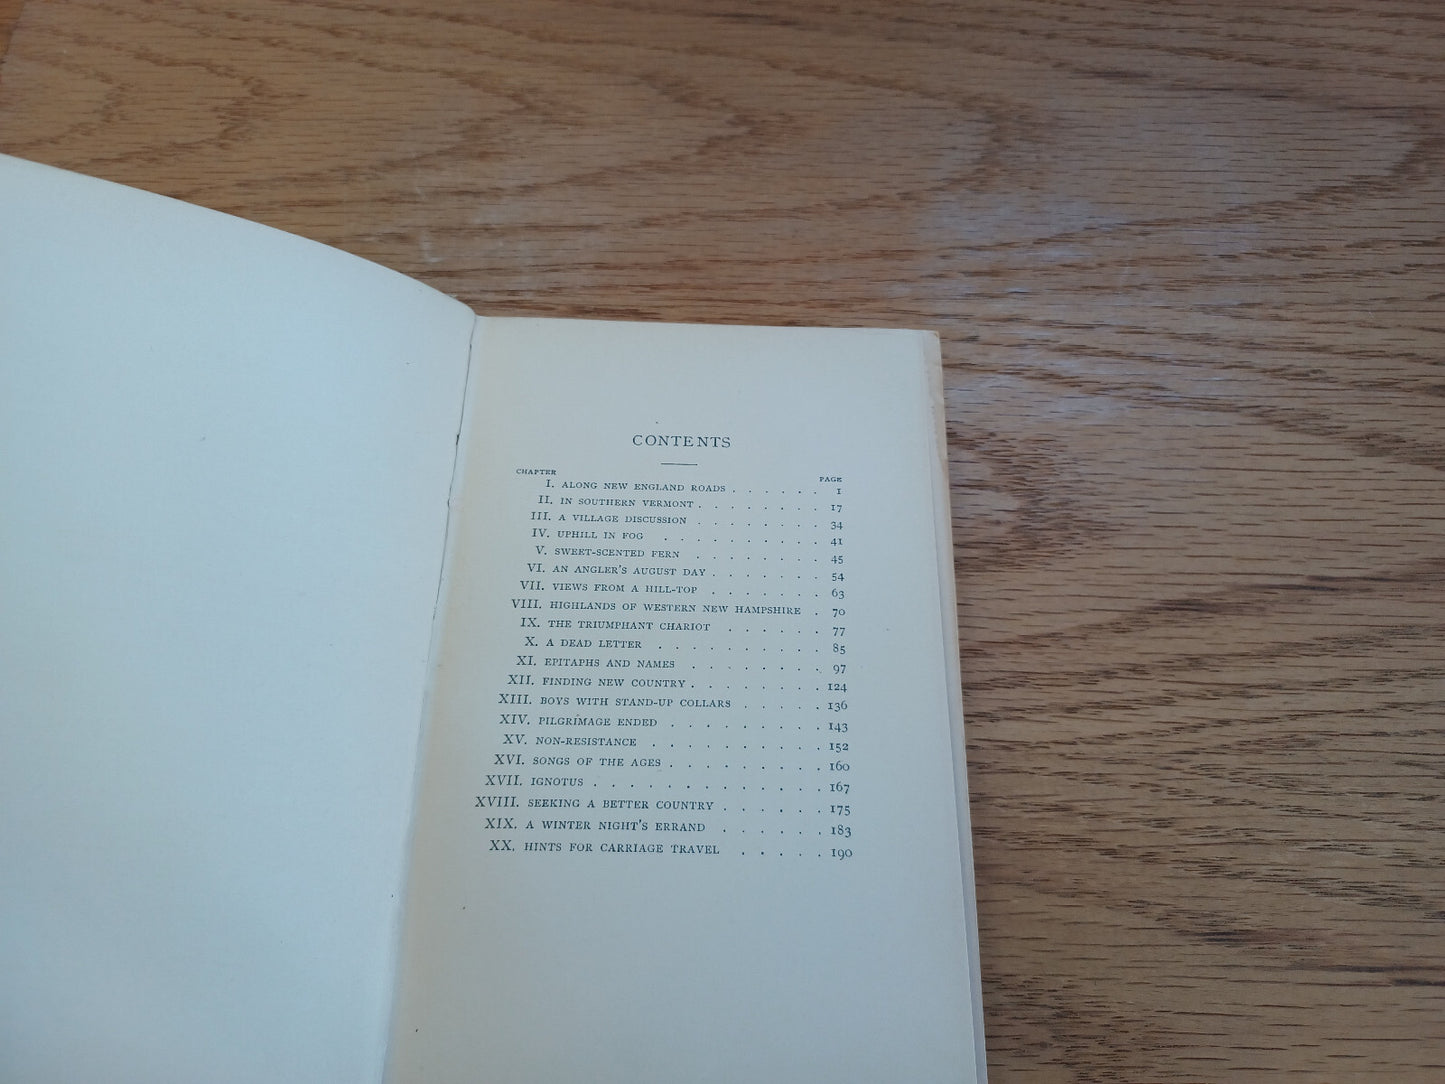 CONTENTS
CHAPTER PAGE
I. ALONG NEW ENGLAND ROADS . . . . . . 1
II. IN SOUTHERN VERMONT . . . . . . . . 17
III. A VILLAGE DISCUSSION . . . . . . . . 34
IV. UPHILL IN FOG . . . . . . . . . . 41
V. SWEET-SCENTED FERN . . . . . . . . 45
VI. AN ANGLER'S AUGUST DAY . . . . . . . 54
VII. VIEWS FROM A HILL-TOP . . . . . . . 63
VIII. HIGHLANDS OF WESTERN NEW HAMPSHIRE . 70
IX. THE TRIUMPHANT CHARIOT . . . . . . 77
X. A DEAD LETTER . . . . . . . . . . 85
XI. EPITAPHS AND NAMES . . . . . . . . 97
XII. FINDING NEW COUNTRY . . . . . . . . 124
XIII. BOYS WITH STAND-UP COLLARS . . . . . 136
XIV. PILGRIMAGE ENDED . . . . . . . . . 143
XV. NON-RESISTANCE . . . . . . . . . . 152
XVI. SONGS OF THE AGES . . . . . . . . . 160
XVII. IGNOTUS . . . . . . . . . . . . . 167
XVIII. SEEKING A BETTER COUNTRY . . . . . . 175
XIX. A WINTER NIGHT'S ERRAND . . . . . . 183
XX. HINTS FOR CARRIAGE TRAVEL . . . . . 190